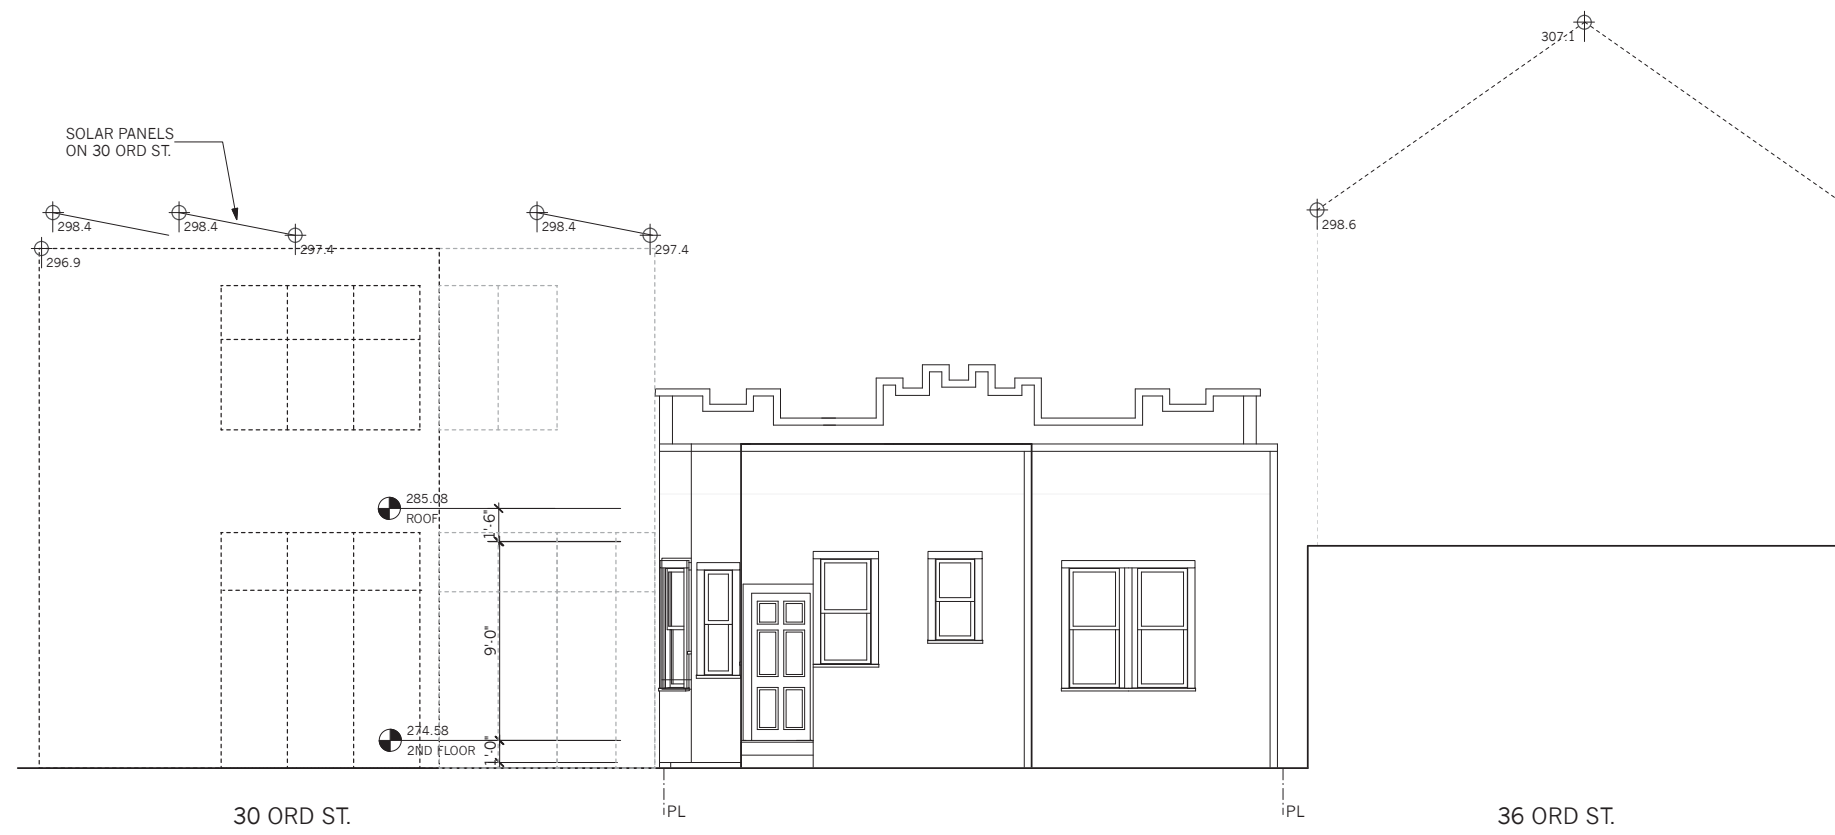 307.1
SOLAR PANELS
ON 30 ORD ST.
298.4
298.4
298.4
298.6
297.4
297.4
296.9
285.08
ROOF
1'-6"
9'-0"
274.58
2ND FLOOR
1'-0"
PL
PL
30 ORD ST.
36 ORD ST.